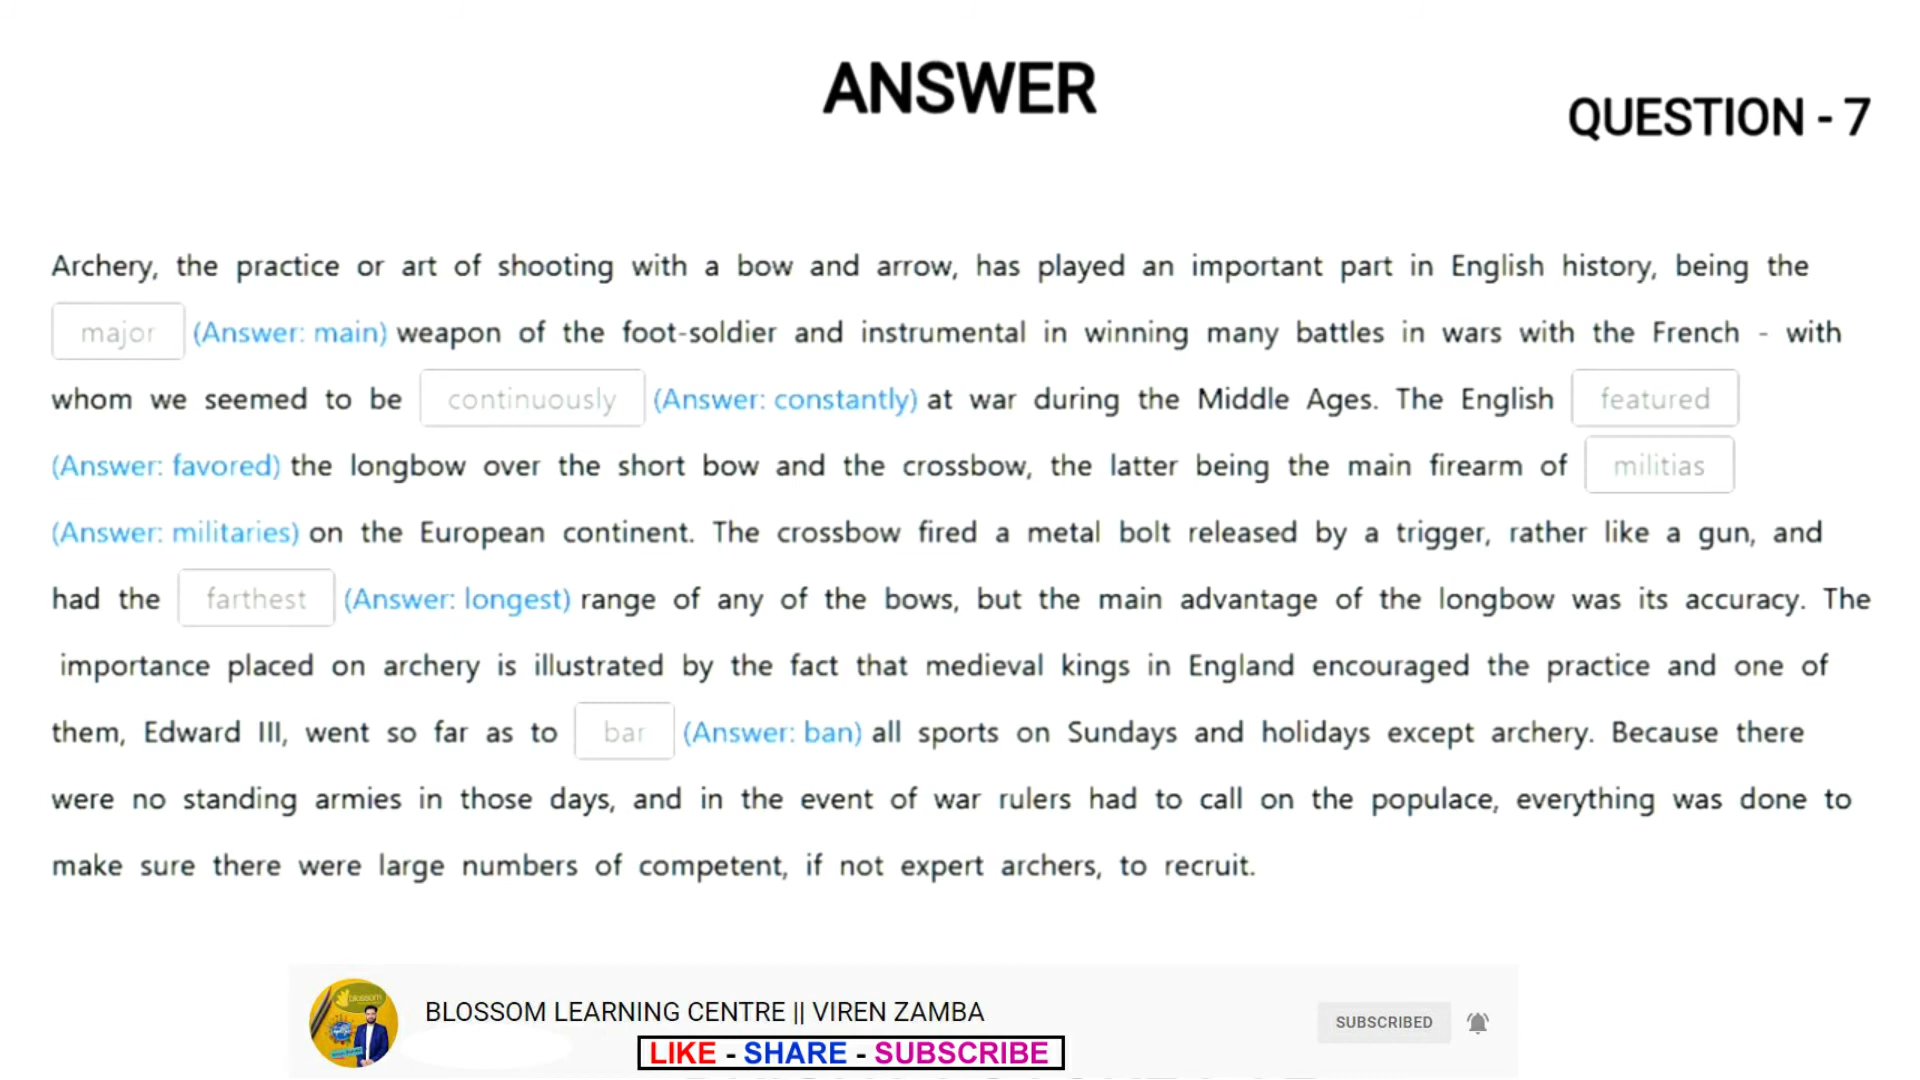 ANSWER
QUESTION - 7
Archery, the practice or art of shooting with a bow and arrow, has played an important part in English history, being the
major (Answer: main) weapon of the foot-soldier and instrumental in winning many battles in wars with the French - with
whom we seemed to be continuously (Answer: constantly) at war during the Middle Ages. The English featured
(Answer: favored) the longbow over the short bow and the crossbow, the latter being the main firearm of militias
(Answer: militaries) on the European continent. The crossbow fired a metal bolt released by a trigger, rather like a gun, and
had the farthest (Answer: longest) range of any of the bows, but the main advantage of the longbow was its accuracy. The
importance placed on archery is illustrated by the fact that medieval kings in England encouraged the practice and one of
them, Edward III, went so far as to bar (Answer: ban) all sports on Sundays and holidays except archery. Because there
were no standing armies in those days, and in the event of war rulers had to call on the populace, everything was done to
make sure there were large numbers of competent, if not expert archers, to recruit.
blossom
BLOSSOM LEARNING CENTRE || VIREN ZAMBA
SUBSCRIBED
LIKE - SHARE - SUBSCRIBE